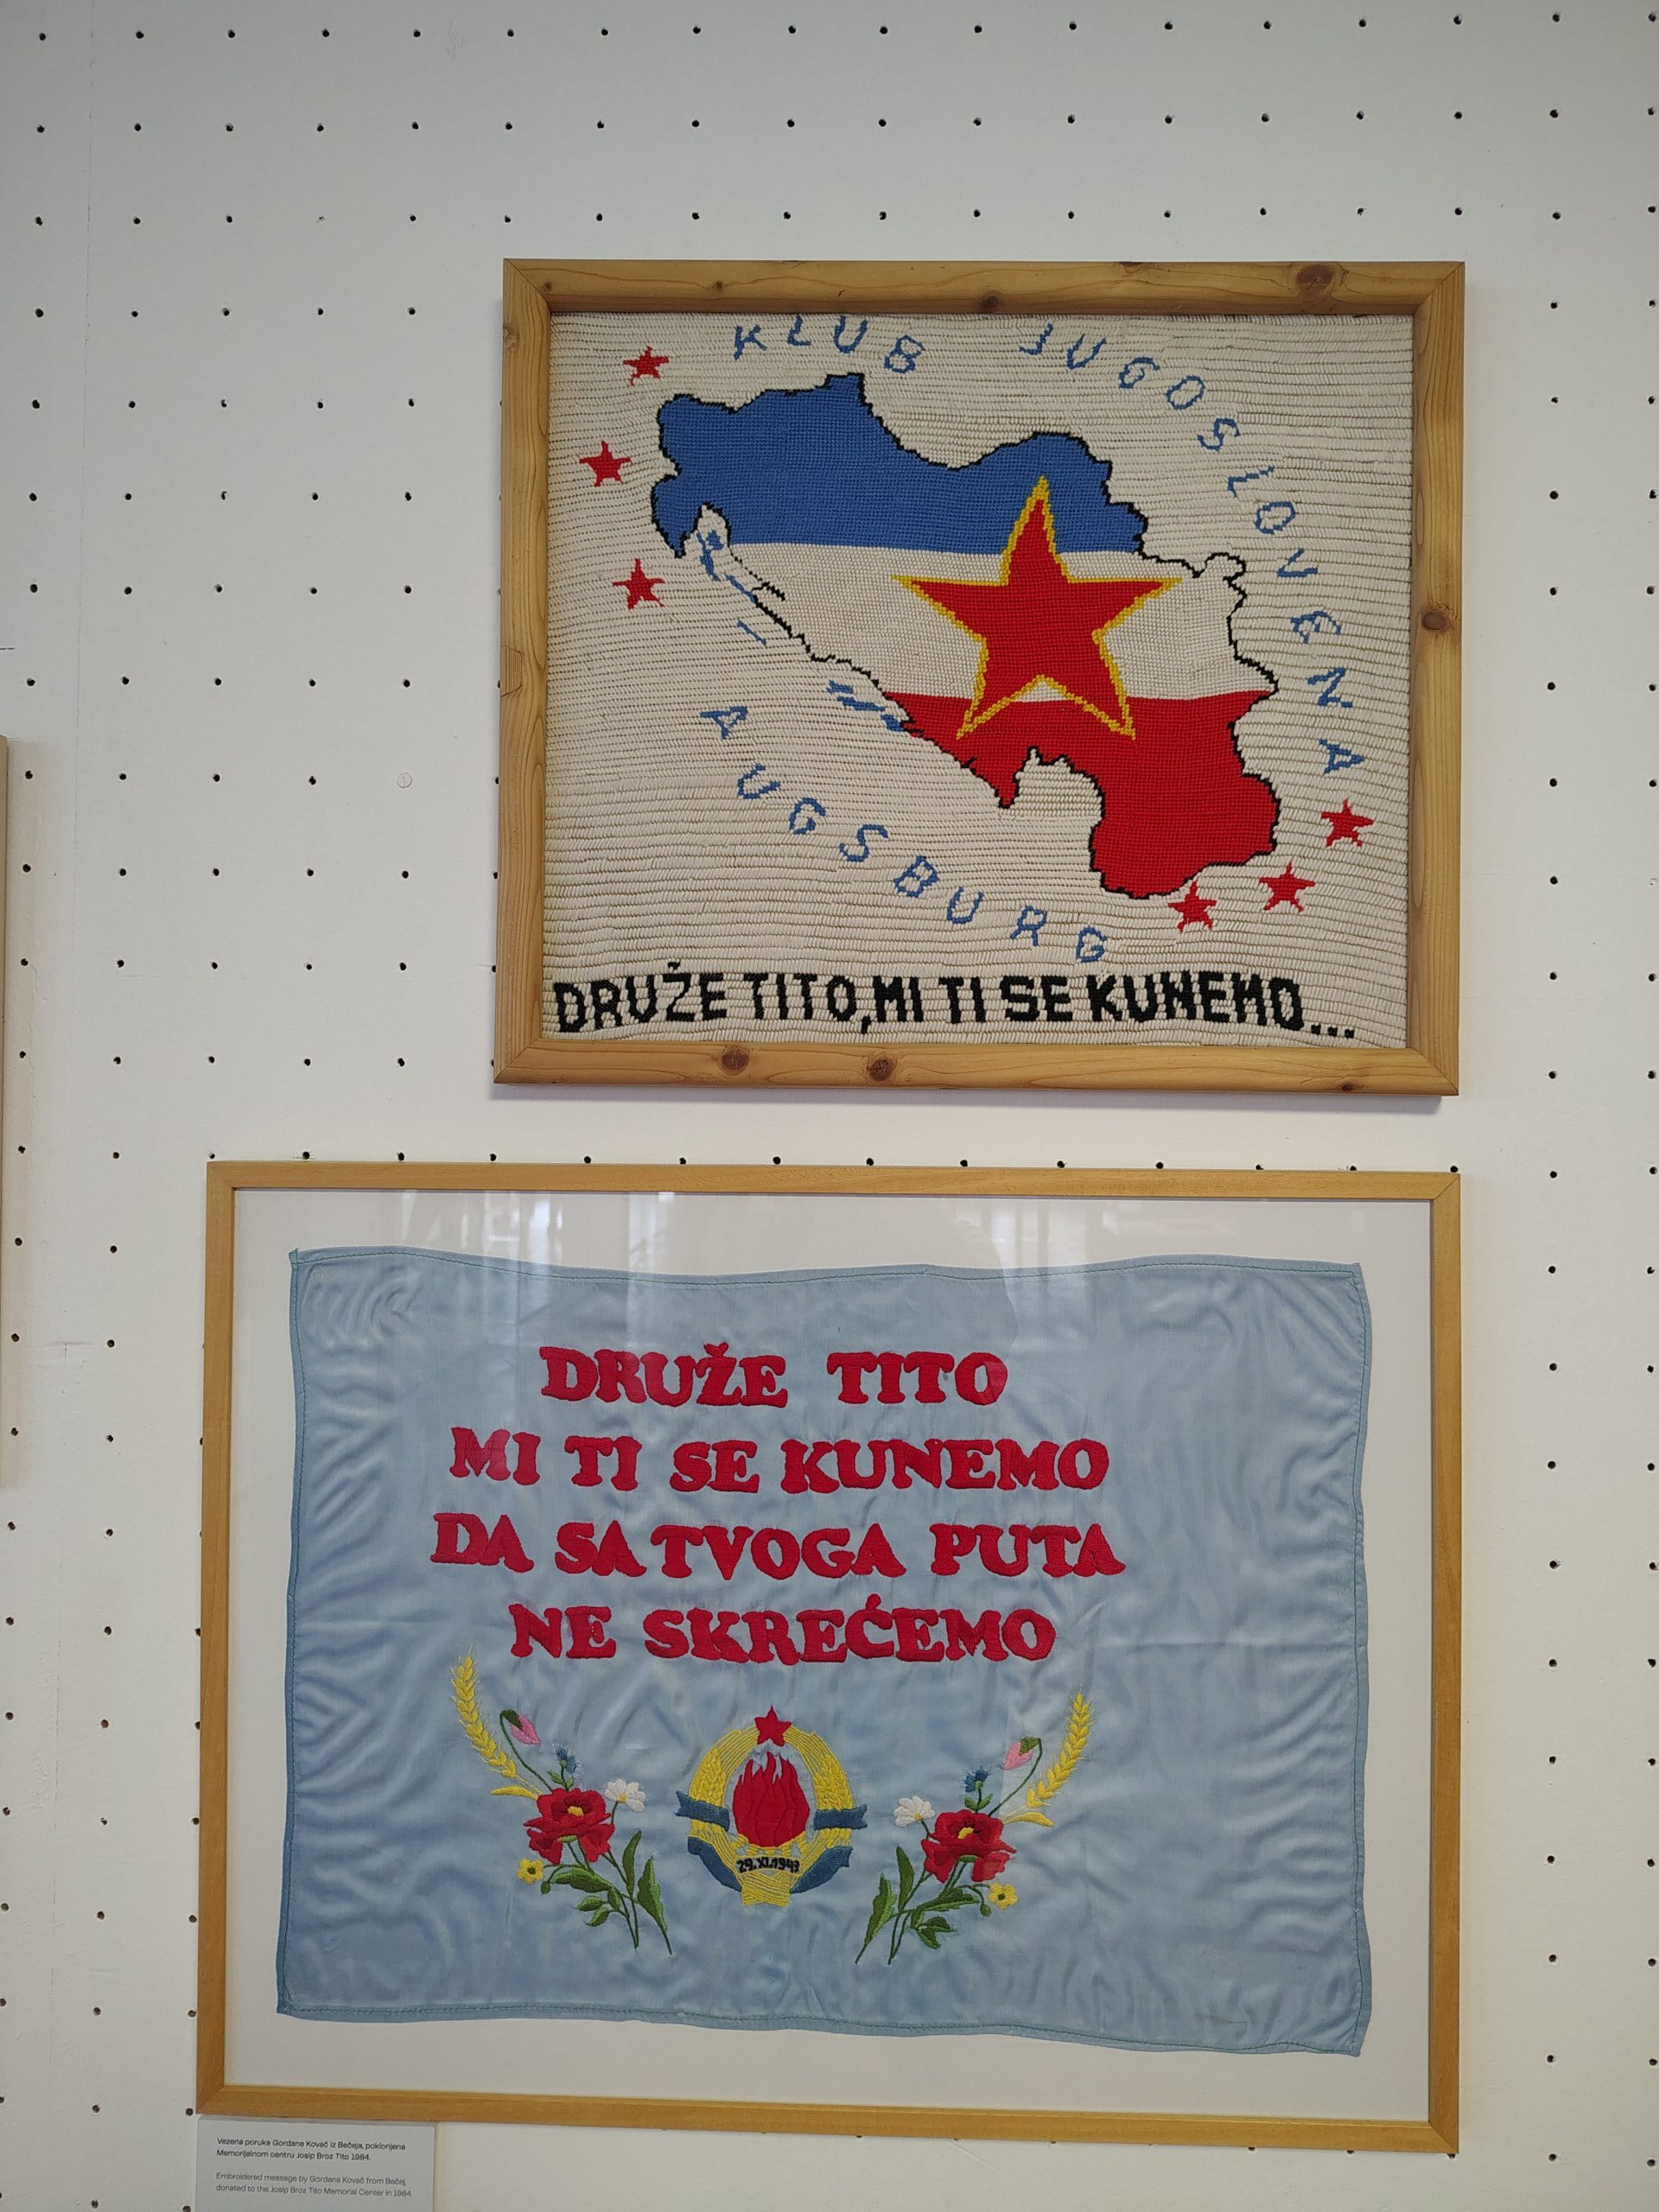 KLUB JUGOSLOVENA
AUGSBURG
DRUŽE TITO, MI TI SE KUNEMO...
DRUŽE TITO
MI TI SE KUNEMO
DA SA TVOGA PUTA
NE SKREĆEMO
29.XI.1943
Vezena poruka Gordane Kovač iz Bečeja, poklonjena
Memorijalnom centru Josip Broz Tito 1984.
Embroidered message by Gordana Kovač from Bečej,
donated to the Josip Broz Tito Memorial Center in 1984.